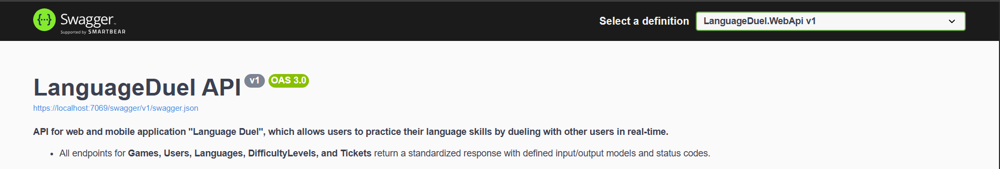 Swagger
Supported by SMARTBEAR
Select a definition
LanguageDuel.WebApi v1
LanguageDuel API v1 OAS 3.0
https://localhost:7069/swagger/v1/swagger.json
API for web and mobile application "Language Duel", which allows users to practice their language skills by dueling with other users in real-time.
• All endpoints for Games, Users, Languages, DifficultyLevels, and Tickets return a standardized response with defined input/output models and status codes.